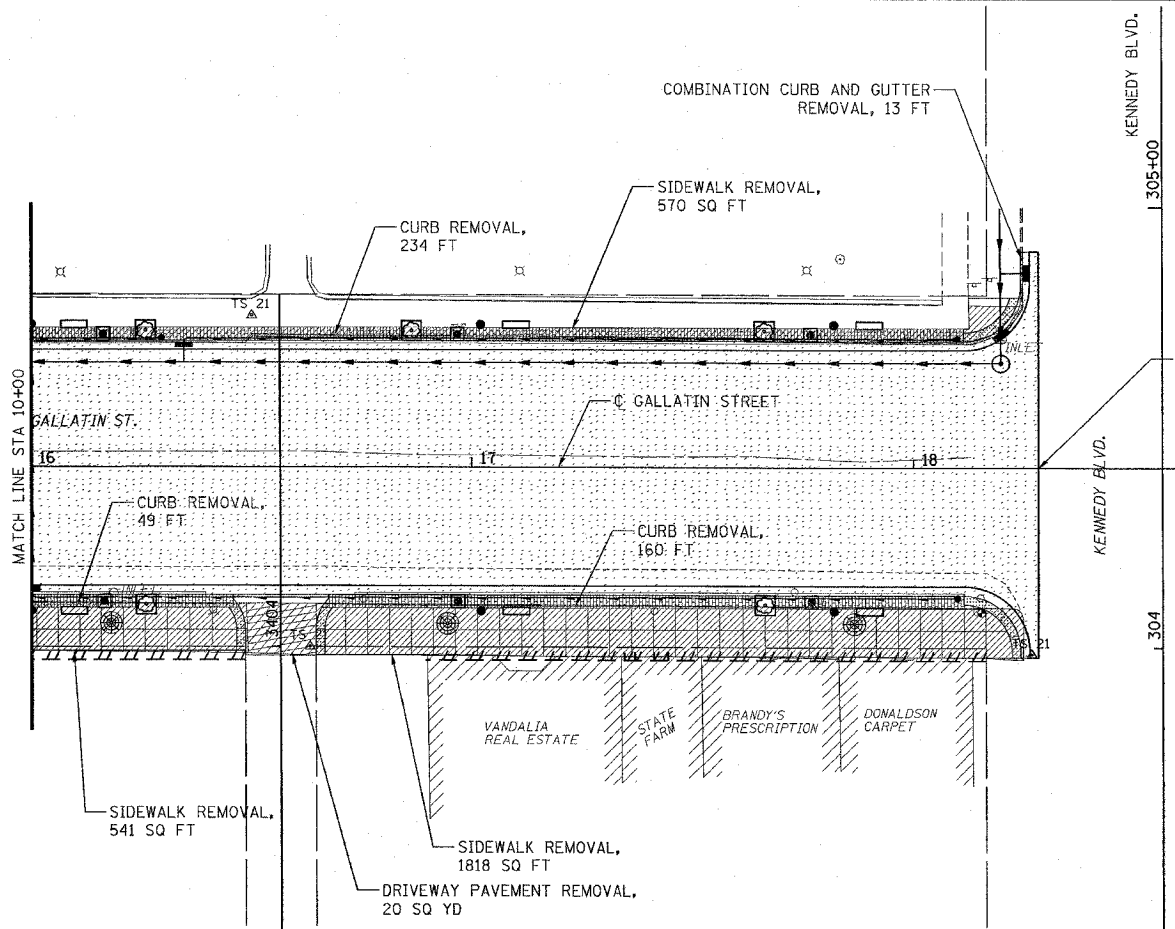 KENNEDY BLVD.
COMBINATION CURB AND GUTTER
REMOVAL, 13 FT
305+00
SIDEWALK REMOVAL,
570 SQ FT
CURB REMOVAL,
234 FT
TS 21
INLE
MATCH LINE STA 10+00
GALLATIN ST.
℄ GALLATIN STREET
16
17
18
KENNEDY BLVD.
CURB REMOVAL,
49 FT
CURB REMOVAL,
160 FT
3404
TS 21
TS 21
304
VANDALIA
REAL ESTATE
STATE
FARM
BRANDY'S
PRESCRIPTION
DONALDSON
CARPET
SIDEWALK REMOVAL,
541 SQ FT
SIDEWALK REMOVAL,
1818 SQ FT
DRIVEWAY PAVEMENT REMOVAL,
20 SQ YD